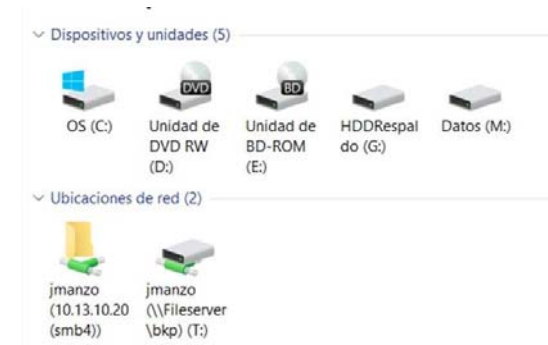 Dispositivos y unidades (5)
DVD
BD
OS (C:)
Unidad de
DVD RW
(D:)
Unidad de
BD-ROM
(E:)
HDDRespal
do (G:)
Datos (M:)
Ubicaciones de red (2)
jmanzo
(10.13.10.20
(smb4))
jmanzo
(\\Fileserver
\bkp) (T:)